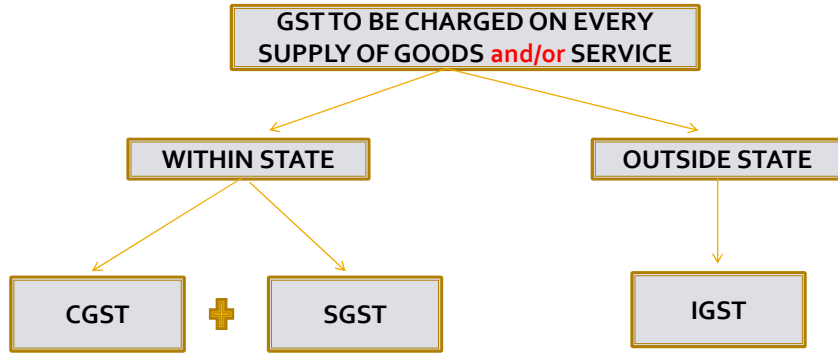 GST TO BE CHARGED ON EVERY
SUPPLY OF GOODS and/or SERVICE
WITHIN STATE
OUTSIDE STATE
CGST
SGST
IGST